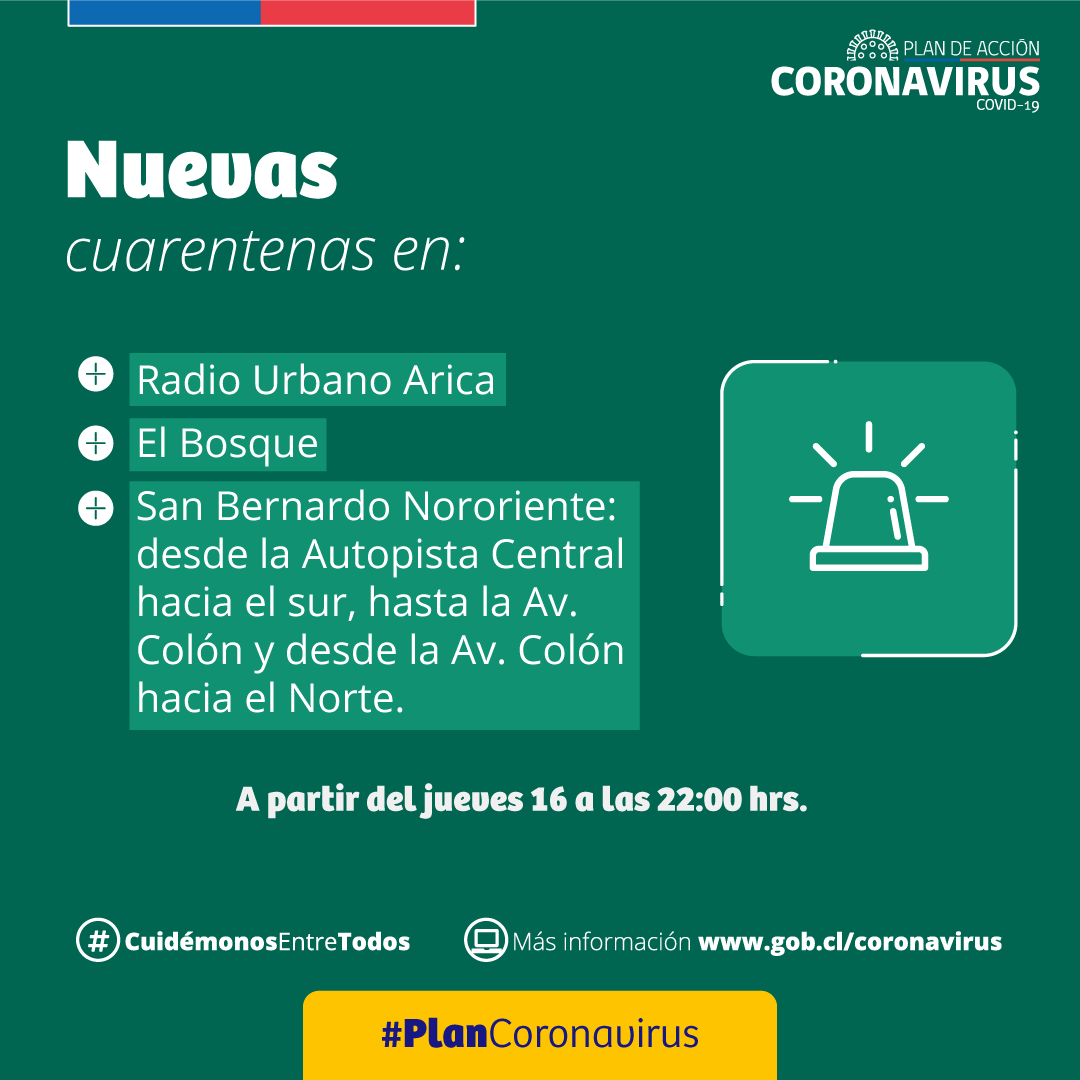 PLAN DE ACCIÓN
CORONAVIRUS
COVID-19
Nuevas
cuarentenas en:
Radio Urbano Arica
El Bosque
San Bernardo Nororiente:
desde la Autopista Central
hacia el sur, hasta la Av.
Colón y desde la Av. Colón
hacia el Norte.
A partir del jueves 16 a las 22:00 hrs.
# CuidémonosEntreTodos
Más información www.gob.cl/coronavirus
#PlanCoronavirus